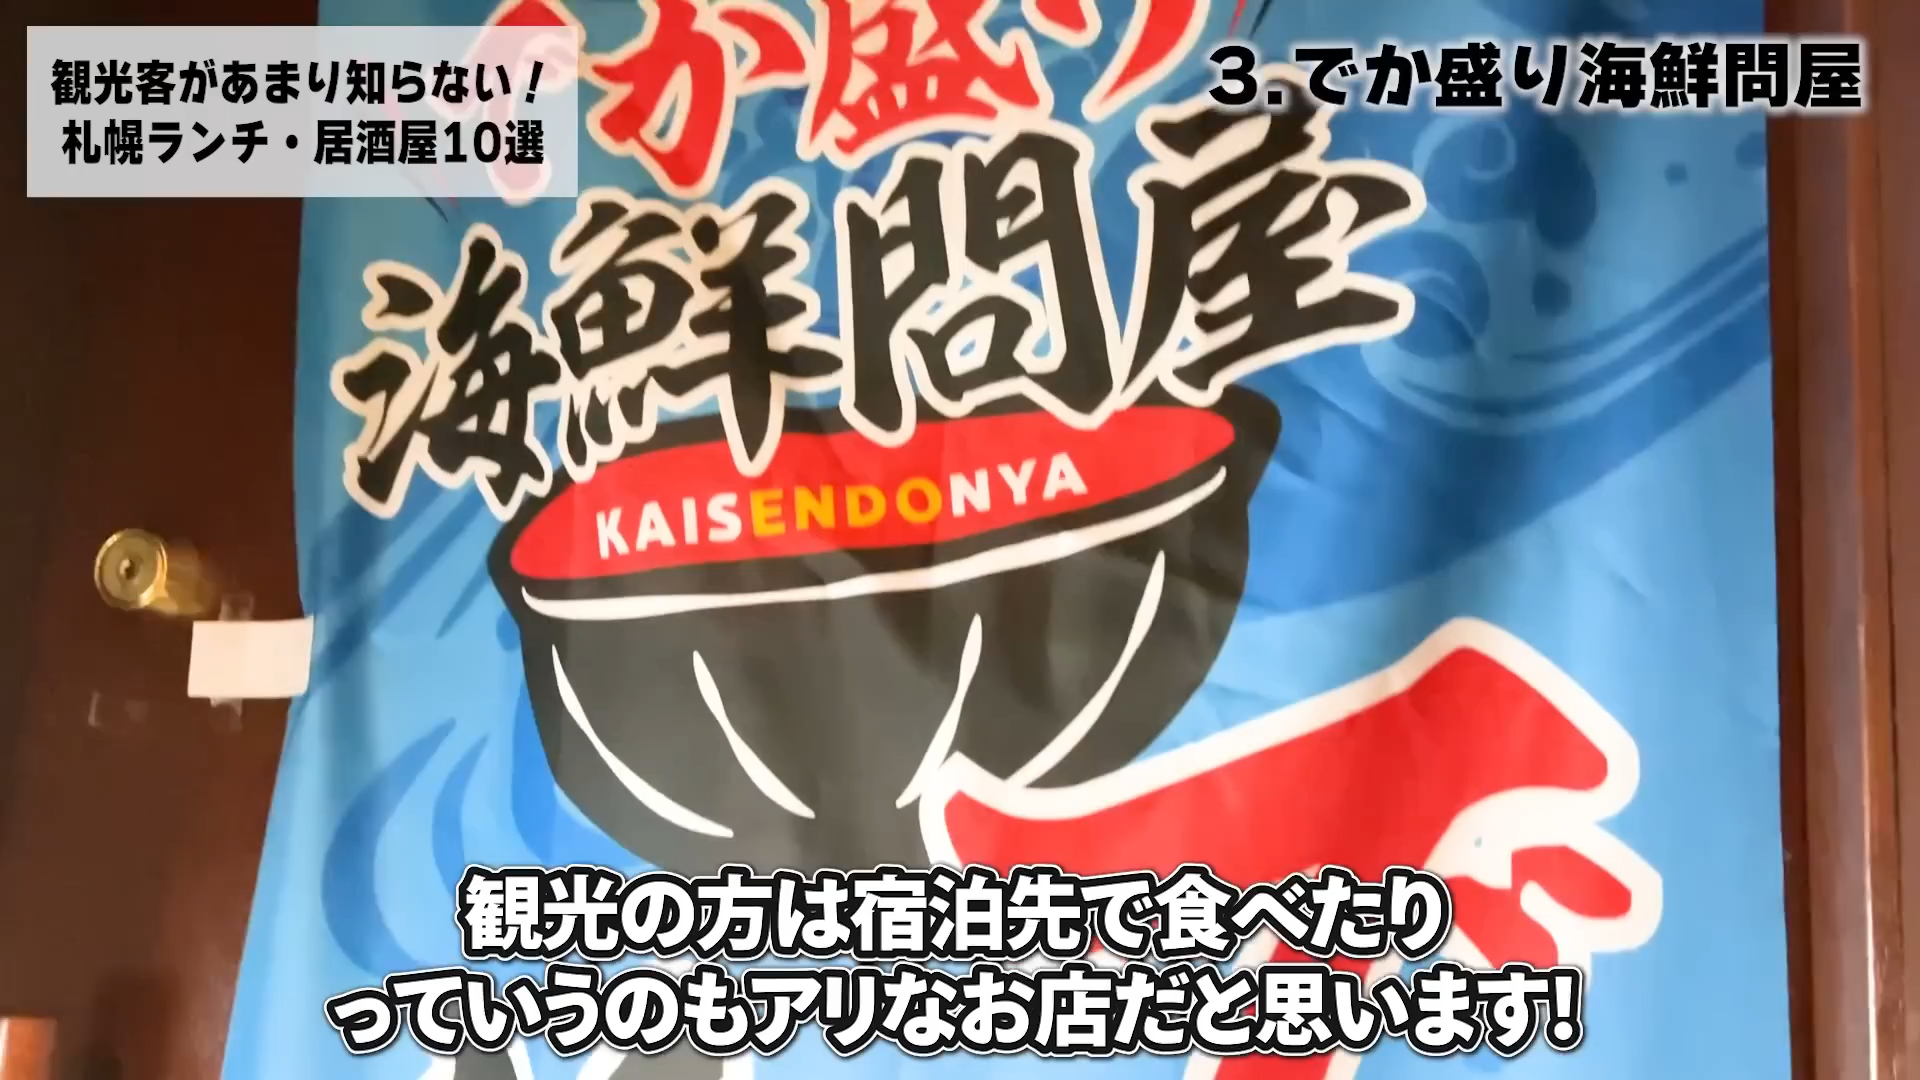 観光客があまり知らない！
札幌ランチ・居酒屋10選
3.でか盛り海鮮問屋
でか盛り
海鮮問屋
KAISENDONYA
観光の方は宿泊先で食べたり
っていうのもアリなお店だと思います!